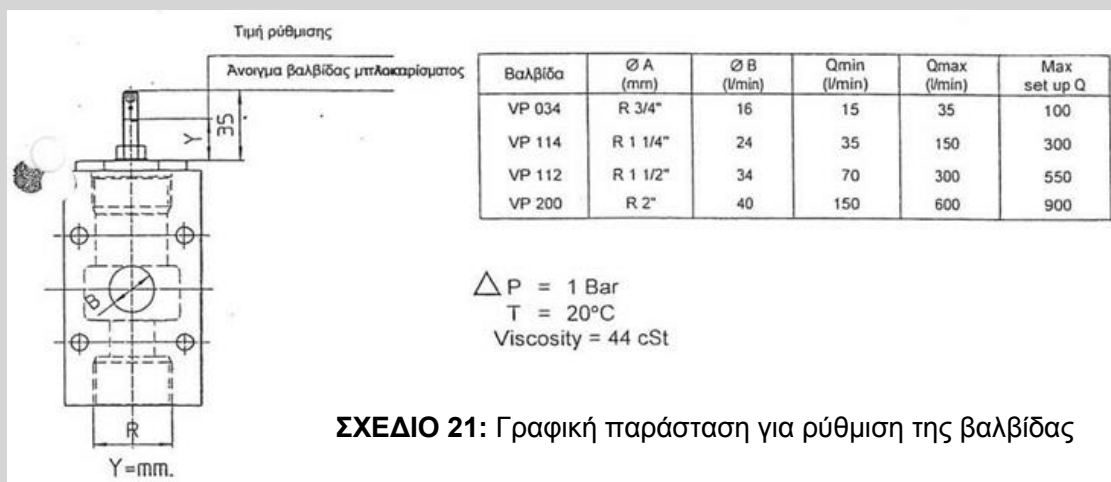 Τιμή ρύθμισης
Άνοιγμα βαλβίδας μπλοκαρίσματος
Y
35
B
R
Y=mm.
Βαλβίδα Ø A (mm) Ø B (l/min) Qmin (l/min) Qmax (l/min) Max set up Q
VP 034 R 3/4" 16 15 35 100
VP 114 R 1 1/4" 24 35 150 300
VP 112 R 1 1/2" 34 70 300 550
VP 200 R 2" 40 150 600 900
△ P = 1 Bar
T = 20°C
Viscosity = 44 cSt
ΣΧΕΔΙΟ 21: Γραφική παράσταση για ρύθμιση της βαλβίδας